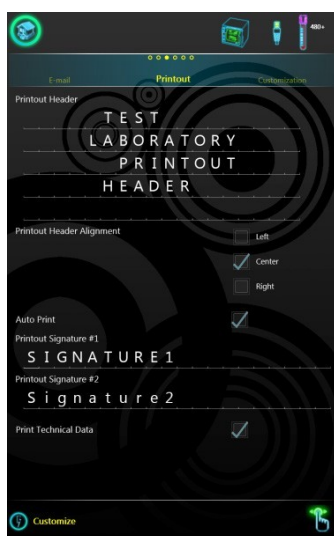 480+
E-mail Printout Customization
Printout Header
TEST
LABORATORY
PRINTOUT
HEADER
Printout Header Alignment
Left
Center
Right
Auto Print
Printout Signature #1
SIGNATURE1
Printout Signature #2
Signature2
Print Technical Data
Customize